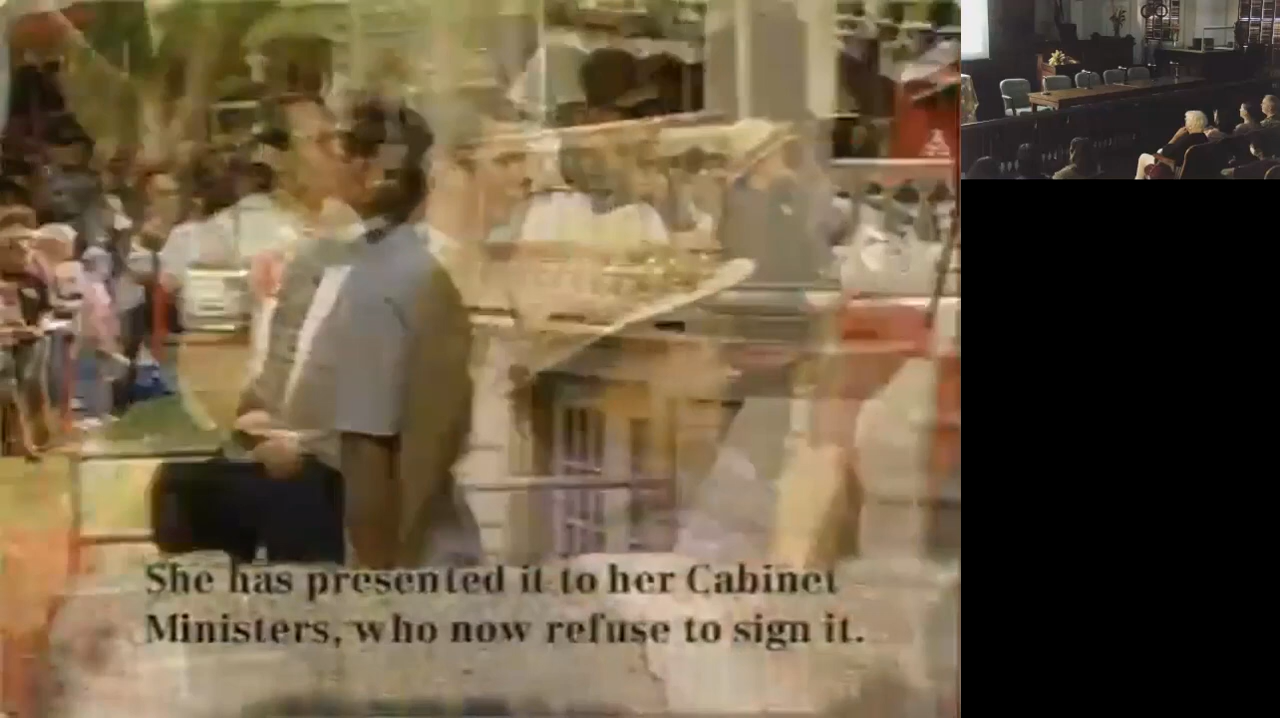 She has presented it to her Cabinet
Ministers, who now refuse to sign it.